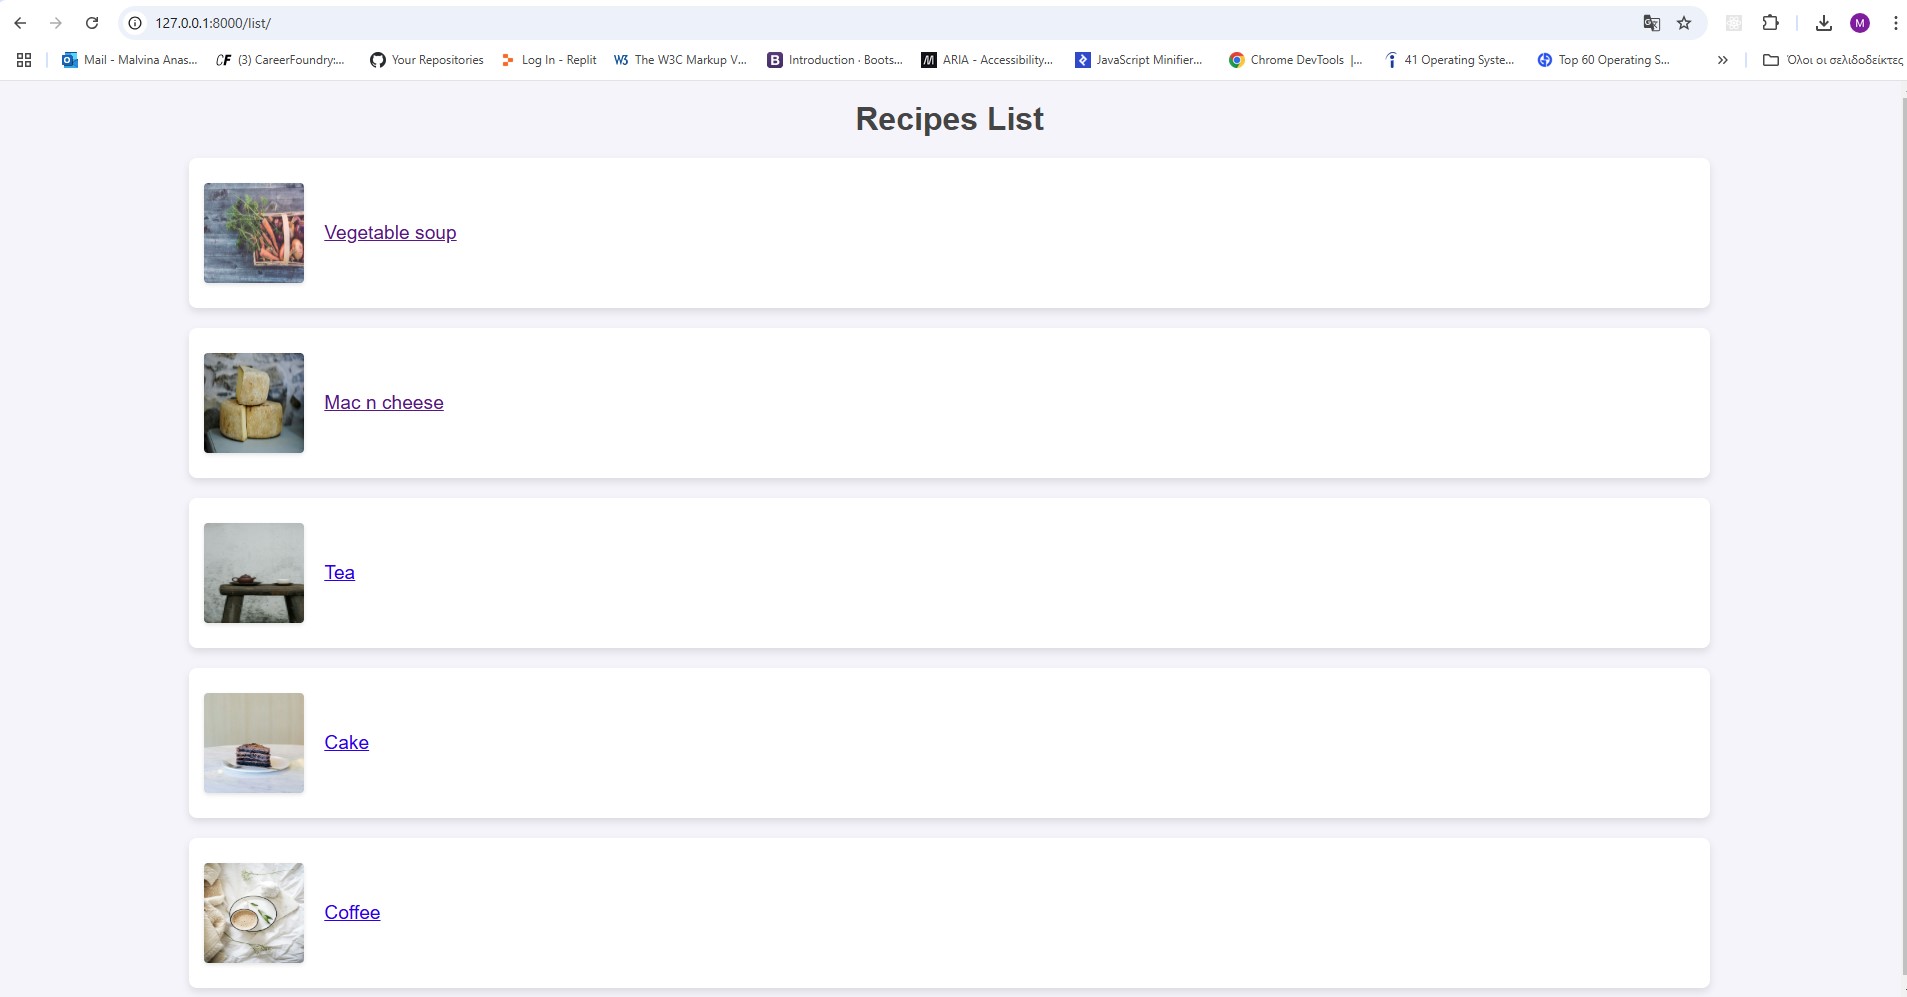 127.0.0.1:8000/list/
M
Mail - Malvina Anas... CF (3) CareerFoundry:... Your Repositories Log In - Replit W3 The W3C Markup V... B Introduction · Boots... M ARIA - Accessibility... JavaScript Minifier... Chrome DevTools |... 41 Operating Syste... Top 60 Operating S... » Όλοι οι σελιδοδείκτες
Recipes List
Vegetable soup
Mac n cheese
Tea
Cake
Coffee